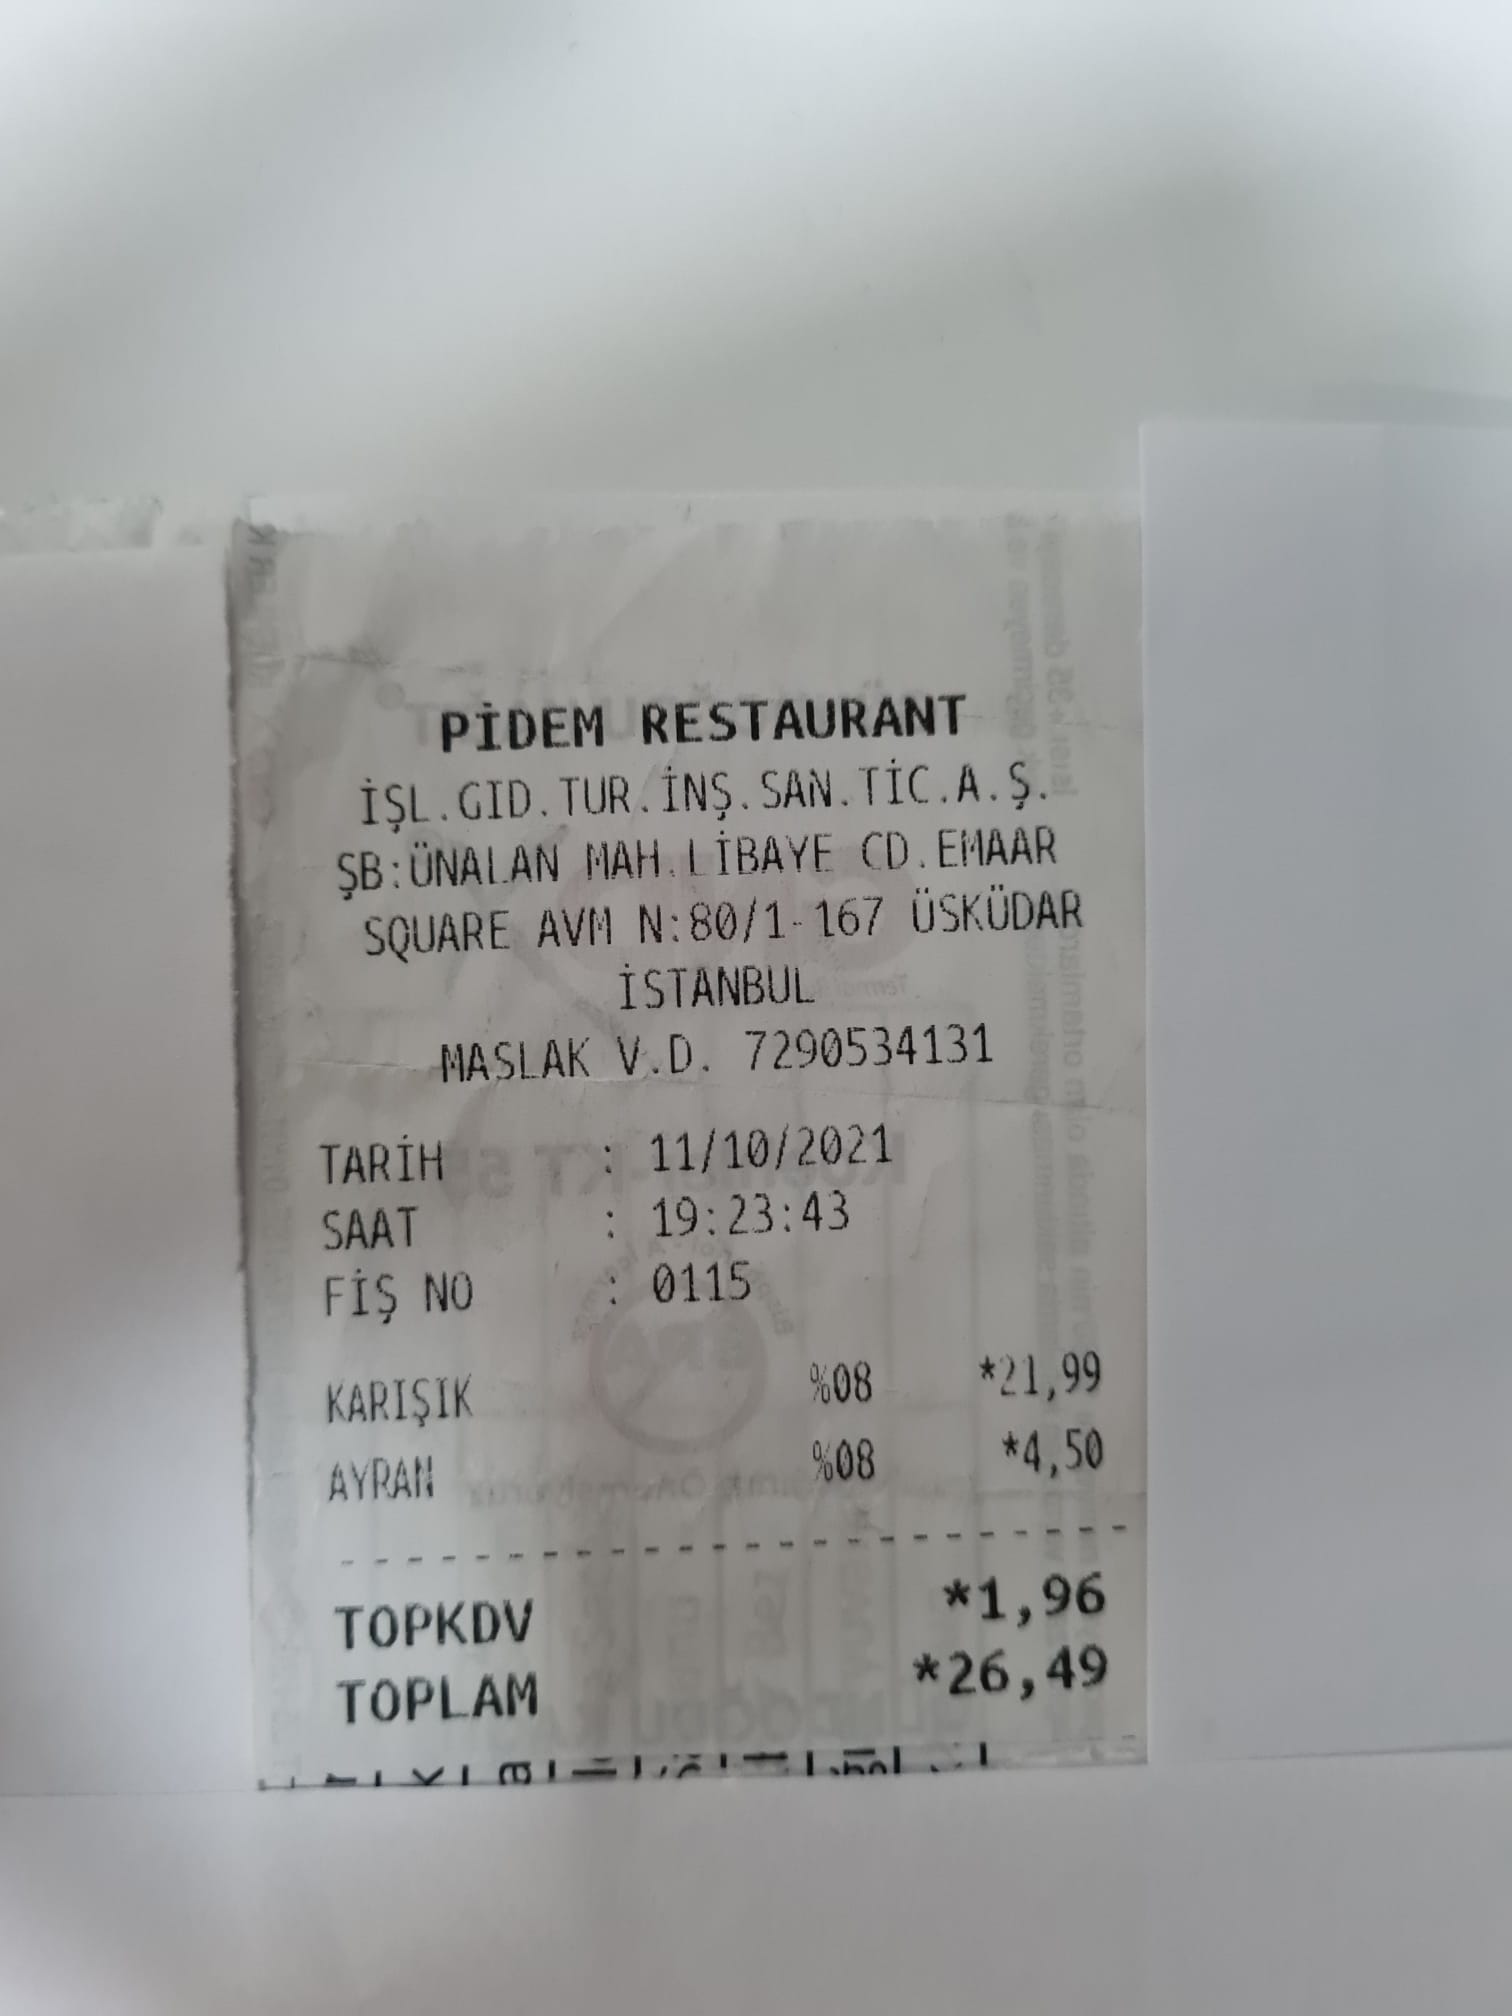 PİDEM RESTAURANT
İŞL.GID.TUR.İNŞ.SAN.TİC.A.Ş.
ŞB:ÜNALAN MAH.LİBAYE CD.EMAAR
SQUARE AVM N:80/1-167 ÜSKÜDAR
İSTANBUL
MASLAK V.D. 7290534131
TARİH : 11/10/2021
SAAT : 19:23:43
FİŞ NO : 0115
KARIŞIK %08 *21,99
AYRAN %08 *4,50
TOPKDV *1,96
TOPLAM *26,49